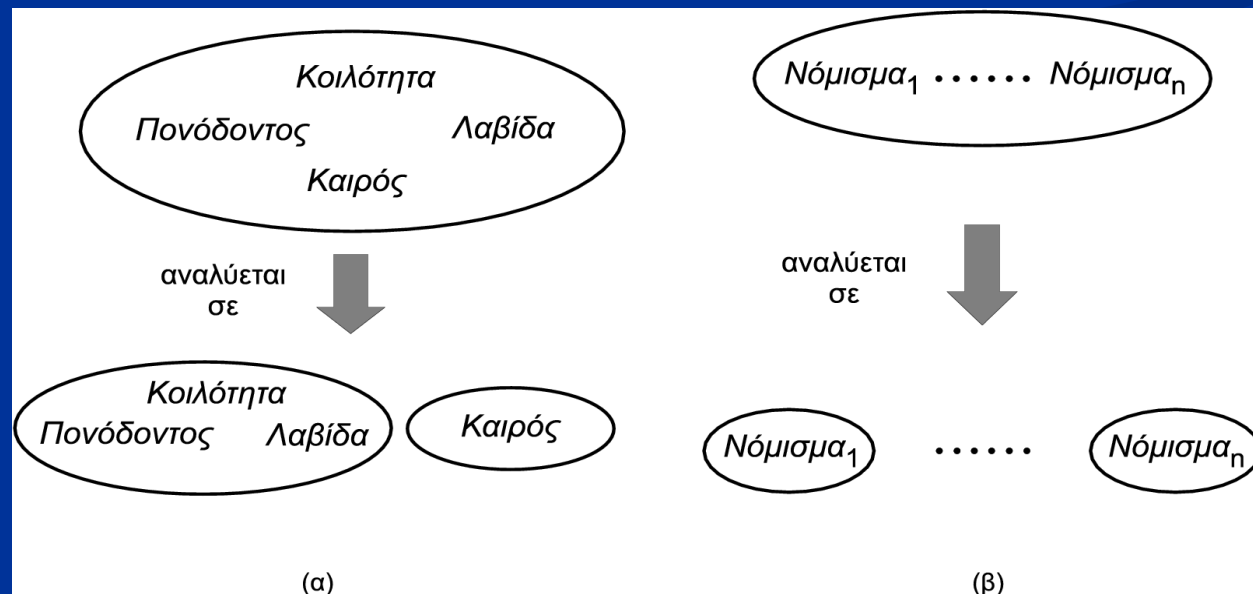 Κοιλότητα
Πονόδοντος Λαβίδα
Καιρός
αναλύεται
σε
Κοιλότητα
Πονόδοντος Λαβίδα
Καιρός
(α)
Νόμισμα₁ ...... Νόμισμαₙ
αναλύεται
σε
Νόμισμα₁ ...... Νόμισμαₙ
(β)